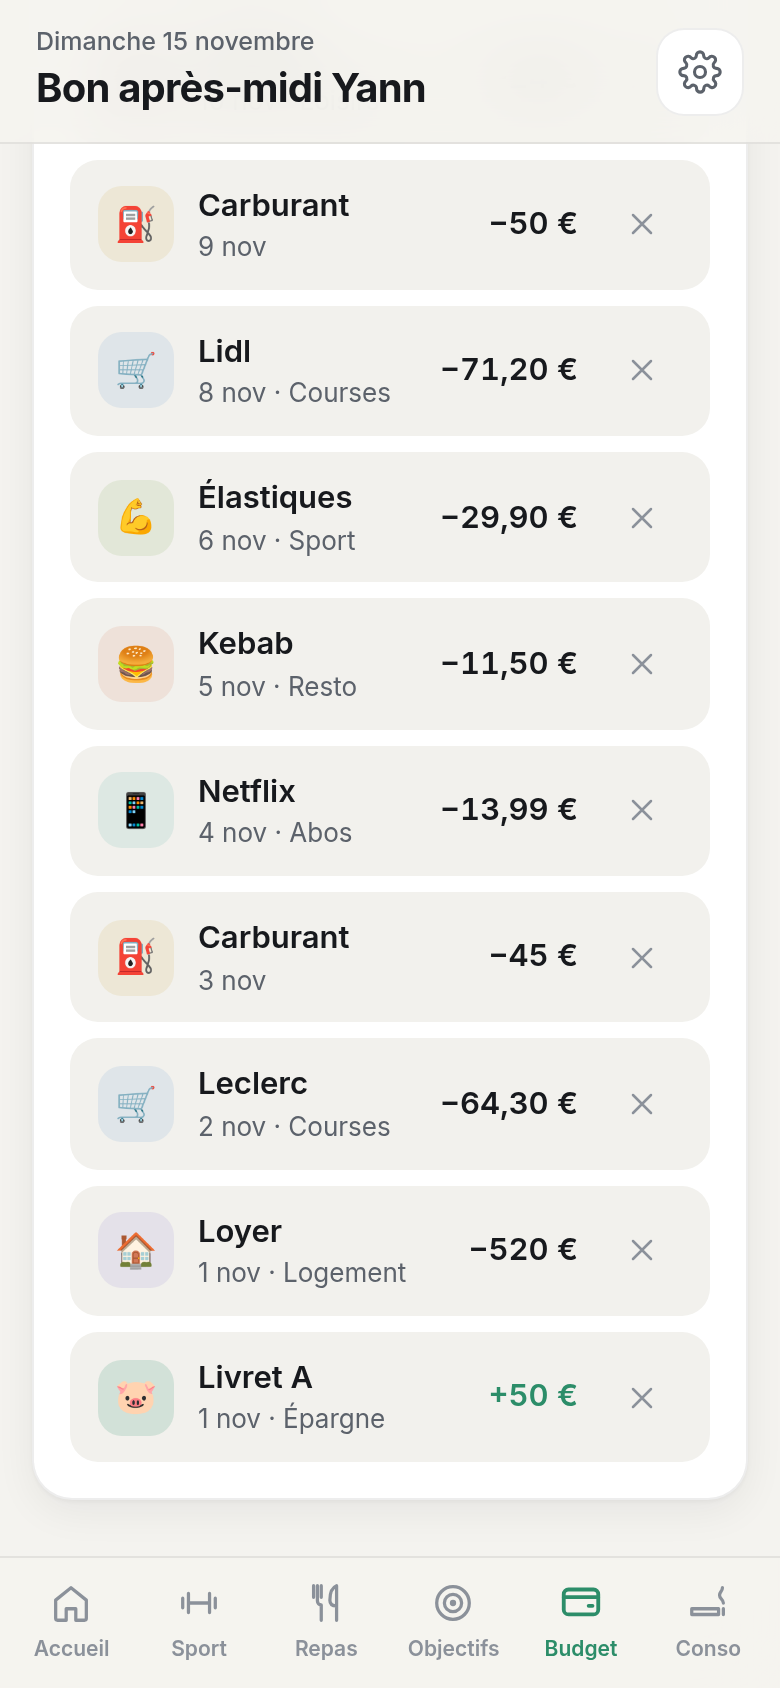 Dimanche 15 novembre
Bon après-midi Yann
Carburant
9 nov
−50 €
Lidl
8 nov · Courses
−71,20 €
Élastiques
6 nov · Sport
−29,90 €
Kebab
5 nov · Resto
−11,50 €
Netflix
4 nov · Abos
−13,99 €
Carburant
3 nov
−45 €
Leclerc
2 nov · Courses
−64,30 €
Loyer
1 nov · Logement
−520 €
Livret A
1 nov · Épargne
+50 €
Accueil
Sport
Repas
Objectifs
Budget
Conso